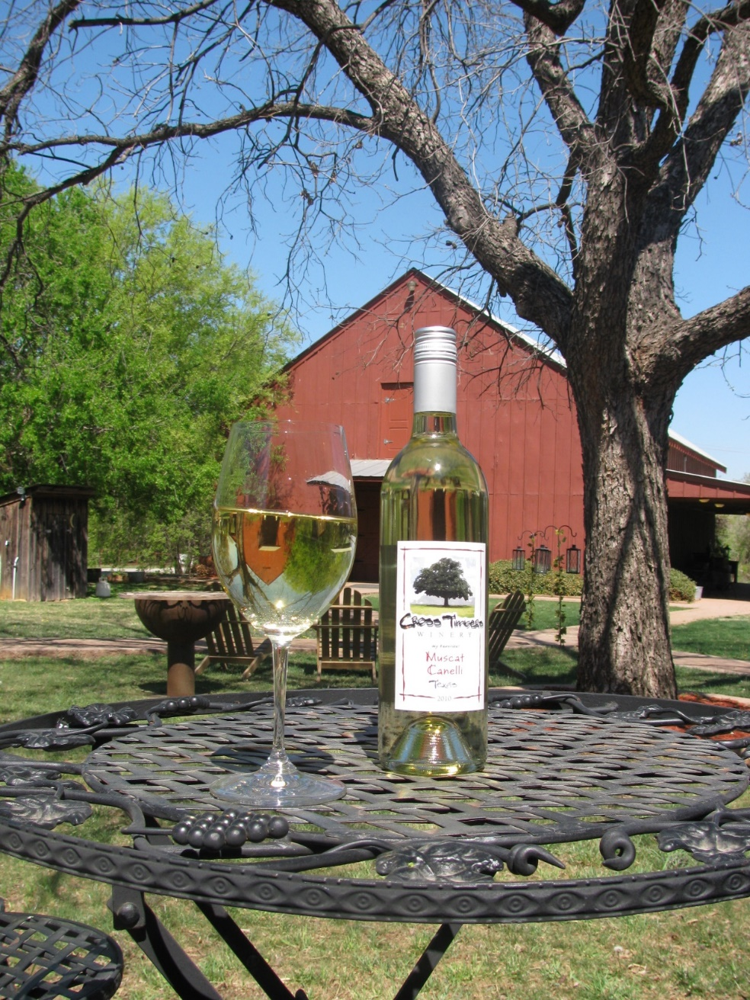 Cross Timbers
WINERY
Muscat
Canelli
Texas
2010